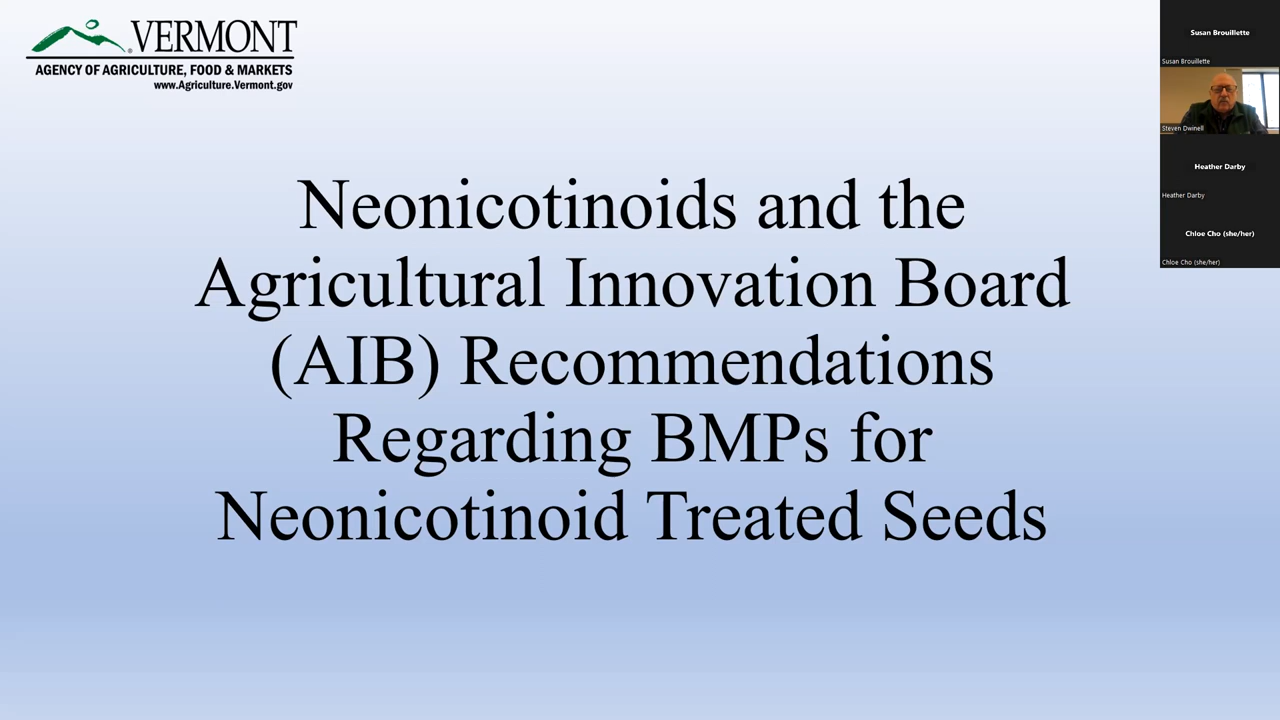 VERMONT
AGENCY OF AGRICULTURE, FOOD & MARKETS
www.Agriculture.Vermont.gov
Neonicotinoids and the
Agricultural Innovation Board
(AIB) Recommendations
Regarding BMPs for
Neonicotinoid Treated Seeds
Susan Brouillette
Susan Brouillette
Steven Dwinell
Heather Darby
Heather Darby
Chloe Cho (she/her)
Chloe Cho (she/her)